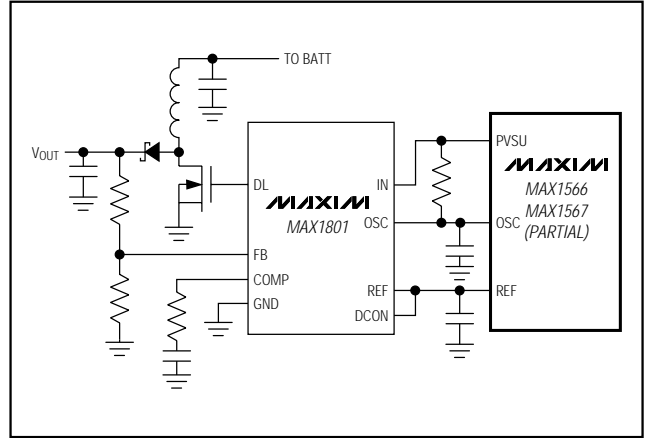 TO BATT
VOUT
PVSU
MAXIM
MAX1566
MAX1567
(PARTIAL)
OSC
REF
DL
MAXIM
MAX1801
IN
OSC
FB
COMP
GND
REF
DCON